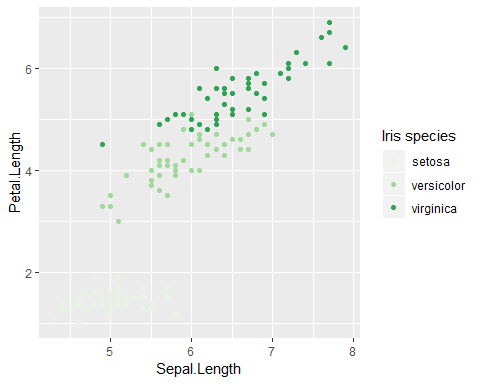 6
4
2
Petal.Length
5
6
7
8
Sepal.Length
Iris species
setosa
versicolor
virginica